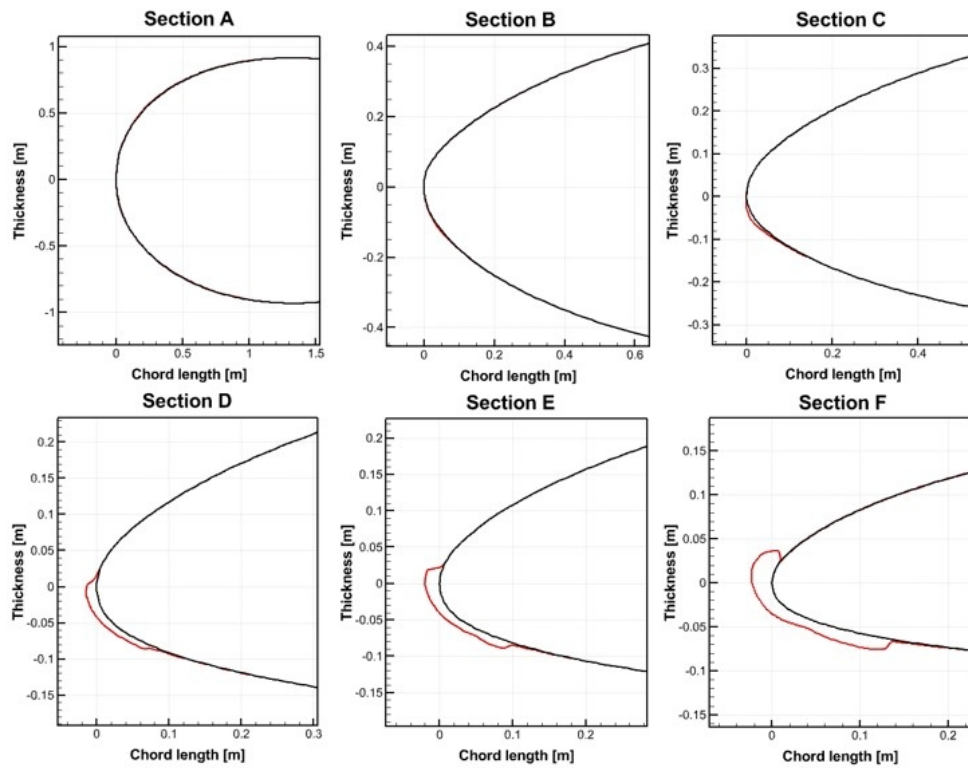 Section A
1
0.5
0
-0.5
-1
Thickness [m]
0 0.5 1 1.5
Chord length [m]
Section B
0.4
0.2
0
-0.2
-0.4
Thickness [m]
0 0.2 0.4 0.6
Chord length [m]
Section C
0.3
0.2
0.1
0
-0.1
-0.2
-0.3
Thickness [m]
0 0.2 0.4
Chord length [m]
Section D
0.2
0.15
0.1
0.05
0
-0.05
-0.1
-0.15
Thickness [m]
0 0.1 0.2 0.3
Chord length [m]
Section E
0.2
0.15
0.1
0.05
0
-0.05
-0.1
-0.15
Thickness [m]
0 0.1 0.2
Chord length [m]
Section F
0.15
0.1
0.05
0
-0.05
-0.1
-0.15
Thickness [m]
0 0.1 0.2
Chord length [m]